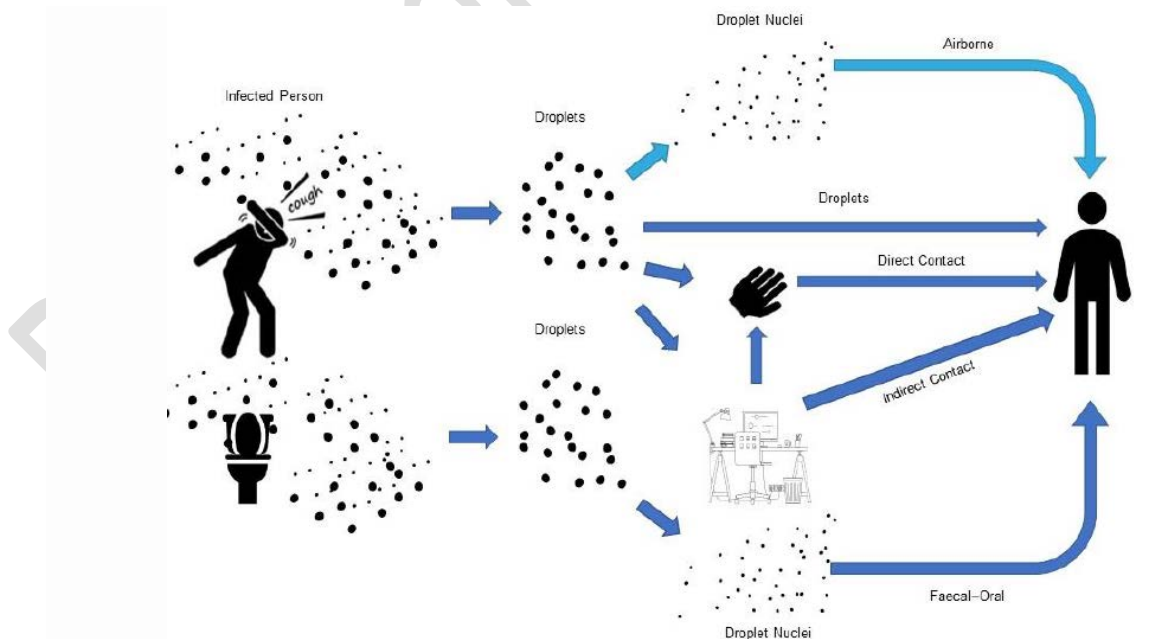 Droplet Nuclei
Airborne
Infected Person
Droplets
cough
Droplets
Direct Contact
Droplets
Indirect Contact
Faecal-Oral
Droplet Nuclei